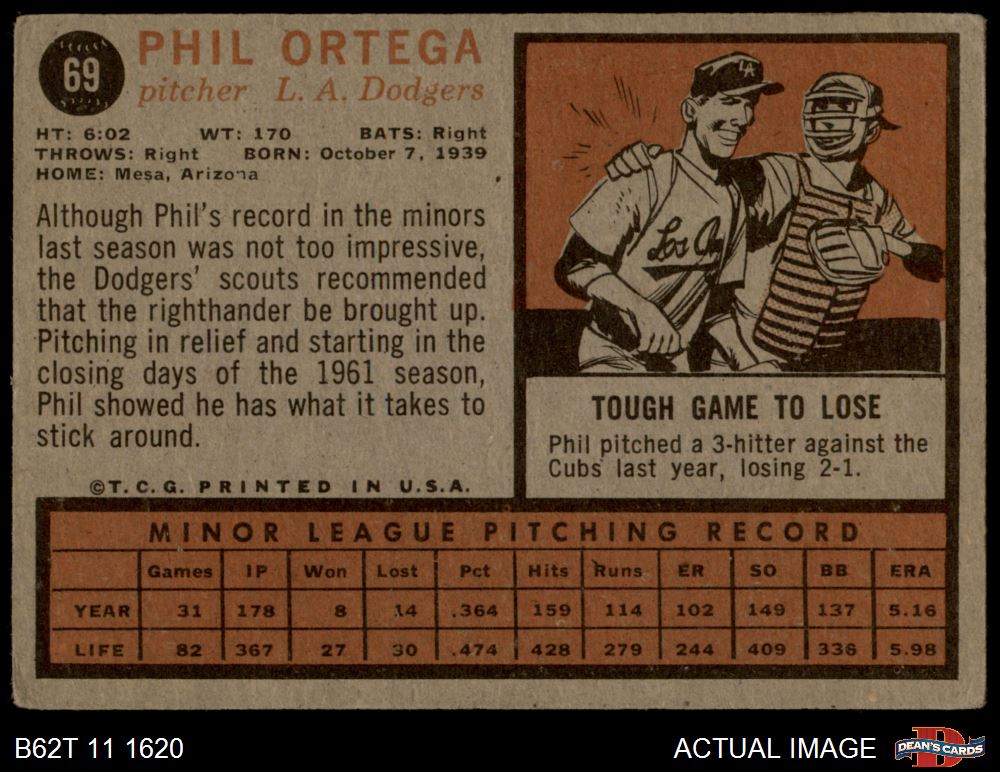 69
PHIL ORTEGA
pitcher L. A. Dodgers
HT: 6:02 WT: 170 BATS: Right
THROWS: Right BORN: October 7, 1939
HOME: Mesa, Arizona
Although Phil's record in the minors
last season was not too impressive,
the Dodgers' scouts recommended
that the righthander be brought up.
Pitching in relief and starting in the
closing days of the 1961 season,
Phil showed he has what it takes to
stick around.
©T. C. G. PRINTED IN U.S.A.
LA
Los An
TOUGH GAME TO LOSE
Phil pitched a 3-hitter against the
Cubs last year, losing 2-1.
MINOR LEAGUE PITCHING RECORD
Games IP Won Lost Pct Hits Runs ER SO BB ERA
YEAR 31 178 8 14 .364 159 114 102 149 137 5.16
LIFE 82 367 27 30 .474 428 279 244 409 336 5.98
B62T 11 1620
ACTUAL IMAGE
D
DEAN'S CARDS